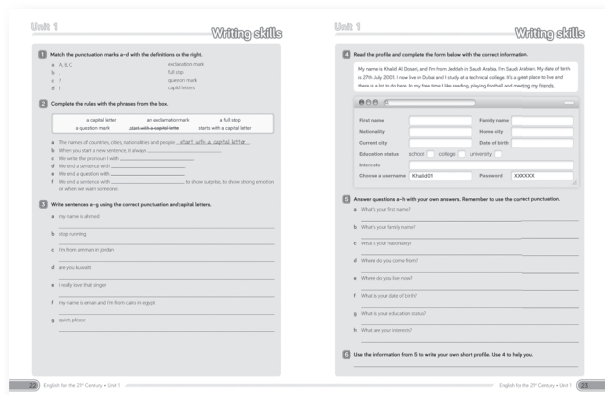 Unit 1
Writing skills
1 Match the punctuation marks a–d with the definitions on the right.
a A, B, C exclamation mark
b . full stop
c ? question mark
d ! capital letters
2 Complete the rules with the phrases from the box.
a capital letter an exclamation mark a full stop
a question mark start with a capital lette starts with a capital letter
a The names of countries, cities, nationalities and people start with a capital letter.
b When you start a new sentence, it always
c We write the pronoun I with
d We end a sentence with
e We end a question with
f We end a sentence with to show surprise, to show strong emotion
or when we warn someone.
3 Write sentences a–g using the correct punctuation and capital letters.
a my name is ahmed
b stop running
c i'm from amman in jordan
d are you kuwaiti
e i really love that singer
f my name is eman and i'm from cairo in egypt
g quiet please
22 English for the 21st Century • Unit 1
Unit 1
Writing skills
4 Read the profile and complete the form below with the correct information.
My name is Khalid Al Dosari, and I'm from Jeddah in Saudi Arabia. I'm Saudi Arabian. My date of birth
is 27th July 2001. I now live in Dubai and I study at a technical college. It's a great place to live and
there is a lot to do here. In my free time I like reading, playing football and meeting my friends.
First name Family name
Nationality Home city
Current city Date of birth
Education status school college university
Interests
Choose a username Khalid01 Password XXXXXX
5 Answer questions a–h with your own answers. Remember to use the correct punctuation.
a What's your first name?
b What's your family name?
c What's your nationality?
d Where do you come from?
e Where do you live now?
f What is your date of birth?
g What is your education status?
h What are your interests?
6 Use the information from 5 to write your own short profile. Use 4 to help you.
English for the 21st Century • Unit 1 23